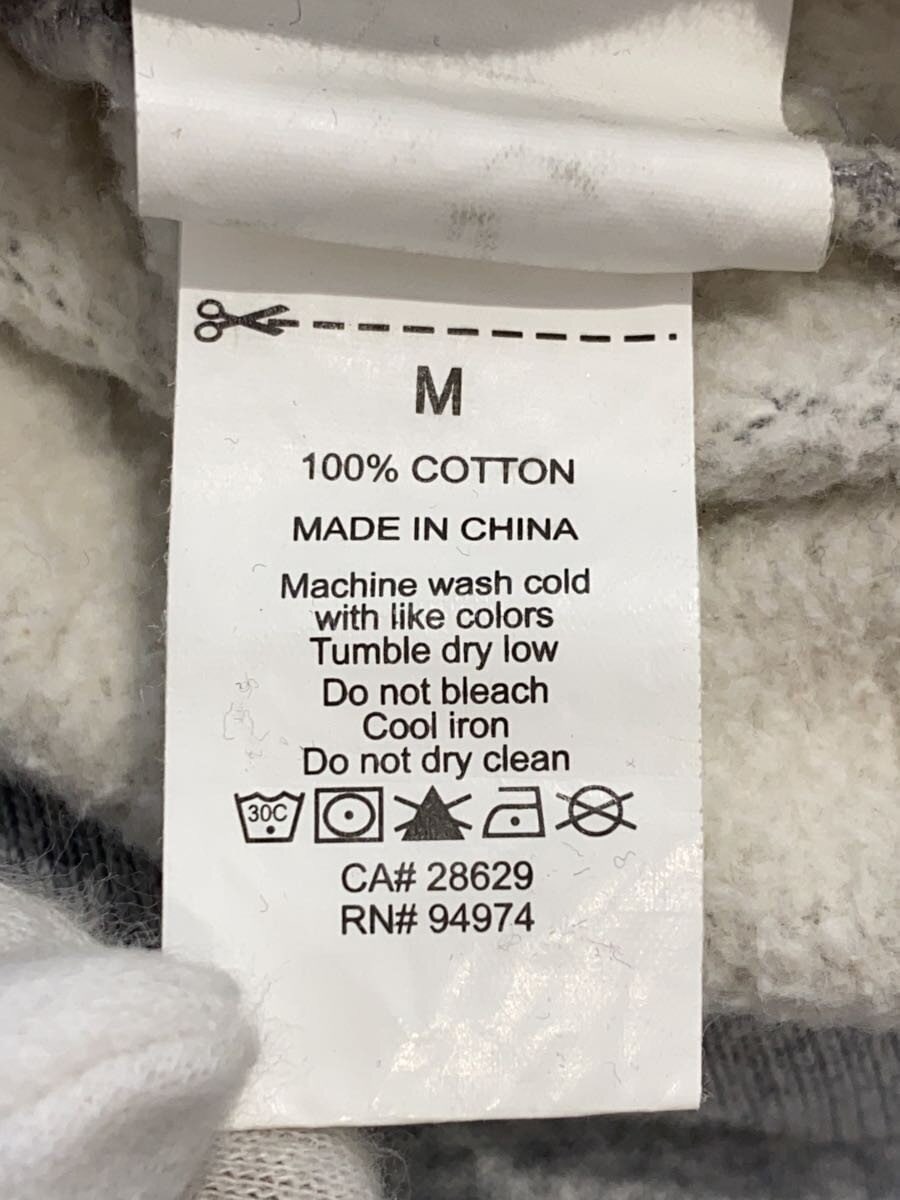 M
100% COTTON
MADE IN CHINA
Machine wash cold
with like colors
Tumble dry low
Do not bleach
Cool iron
Do not dry clean
30C
CA# 28629
RN# 94974